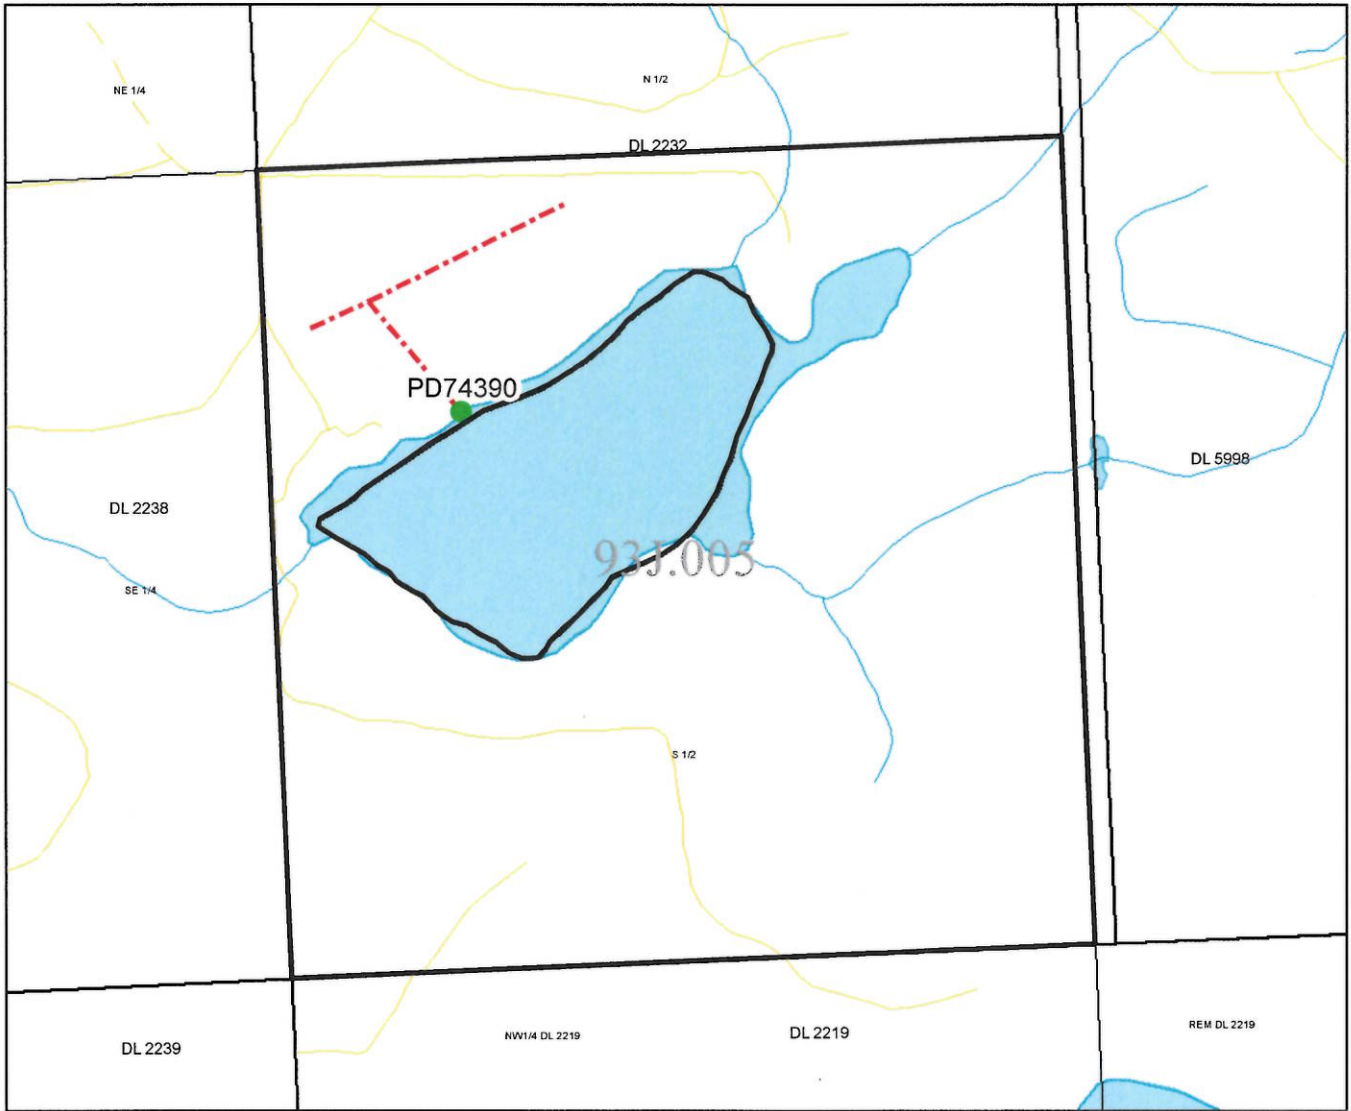 NE 1/4
N 1/2
DL 2232
PD74390
DL 5998
DL 2238
93J.005
SE 1/4
S 1/2
REM DL 2219
NW1/4 DL 2219
DL 2219
DL 2239